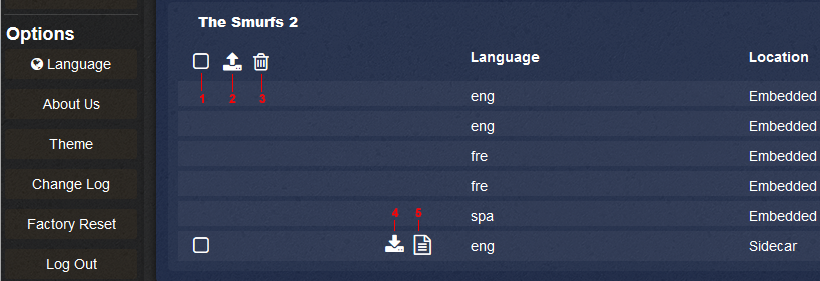 Options
Language
About Us
Theme
Change Log
Factory Reset
Log Out
The Smurfs 2
Language Location
1 2 3
eng Embedded
eng Embedded
fre Embedded
fre Embedded
4 5
spa Embedded
eng Sidecar